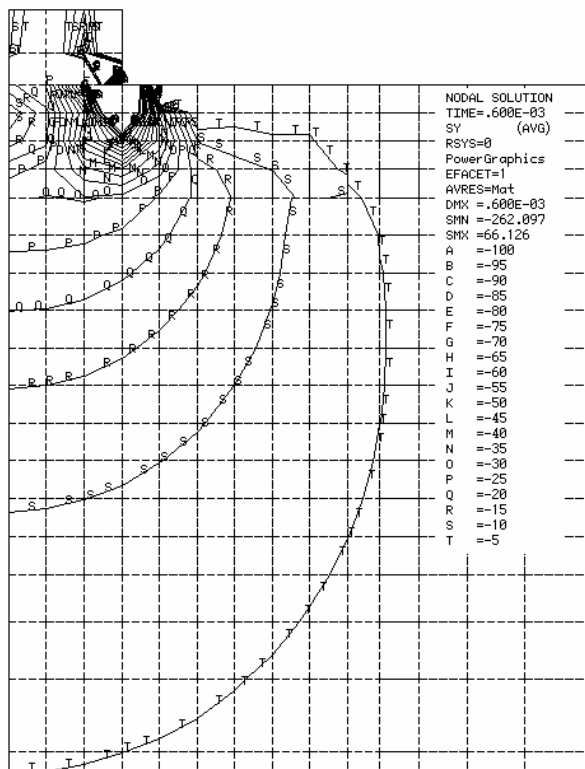 NODAL SOLUTION
TIME=.600E-03
SY (AVG)
RSYS=0
PowerGraphics
EFACET=1
AVRES=Mat
DMX =.600E-03
SMN =-262.097
SMX =66.126
A =-100
B =-95
C =-90
D =-85
E =-80
F =-75
G =-70
H =-65
I =-60
J =-55
K =-50
L =-45
M =-40
N =-35
O =-30
P =-25
Q =-20
R =-15
S =-10
T =-5